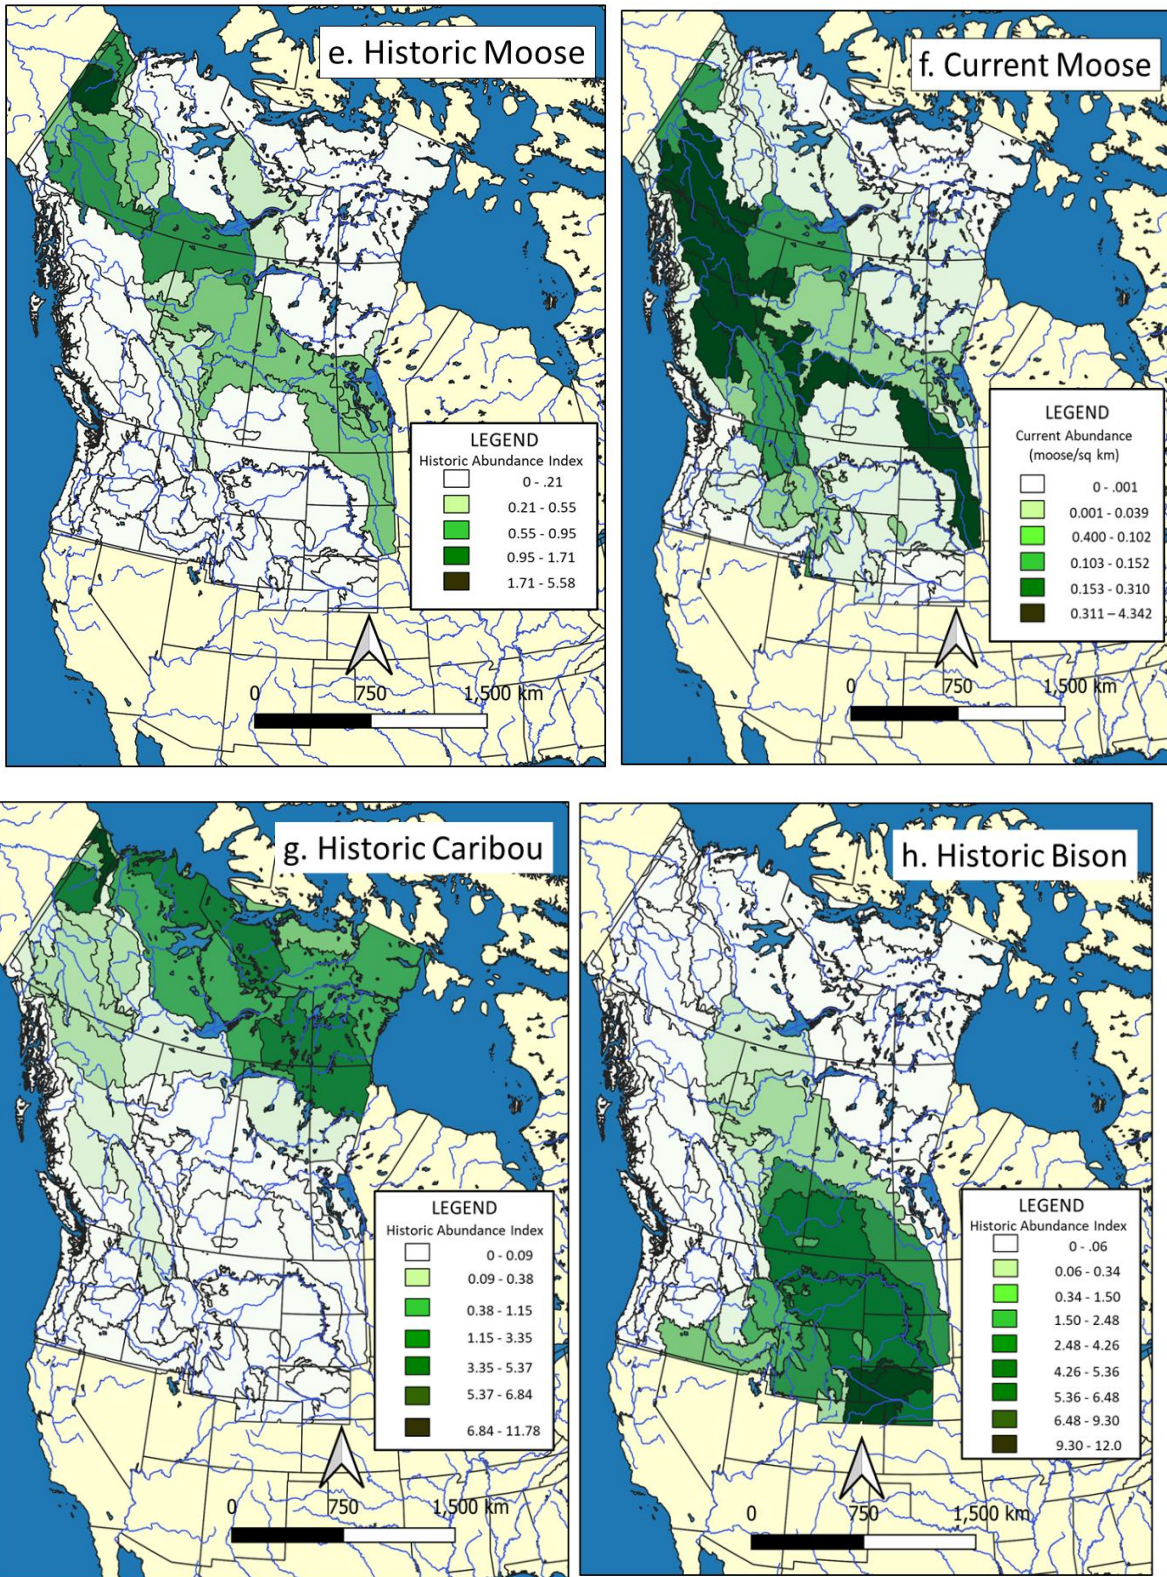 e. Historic Moose
LEGEND
Historic Abundance Index
0 - .21
0.21 - 0.55
0.55 - 0.95
0.95 - 1.71
1.71 - 5.58
0 750 1,500 km
f. Current Moose
LEGEND
Current Abundance
(moose/sq km)
0 - .001
0.001 - 0.039
0.400 - 0.102
0.103 - 0.152
0.153 - 0.310
0.311 – 4.342
0 750 1,500 km
g. Historic Caribou
LEGEND
Historic Abundance Index
0 - 0.09
0.09 - 0.38
0.38 - 1.15
1.15 - 3.35
3.35 - 5.37
5.37 - 6.84
6.84 - 11.78
0 750 1,500 km
h. Historic Bison
LEGEND
Historic Abundance Index
0 - .06
0.06 - 0.34
0.34 - 1.50
1.50 - 2.48
2.48 - 4.26
4.26 - 5.36
5.36 - 6.48
6.48 - 9.30
9.30 - 12.0
0 750 1,500 km